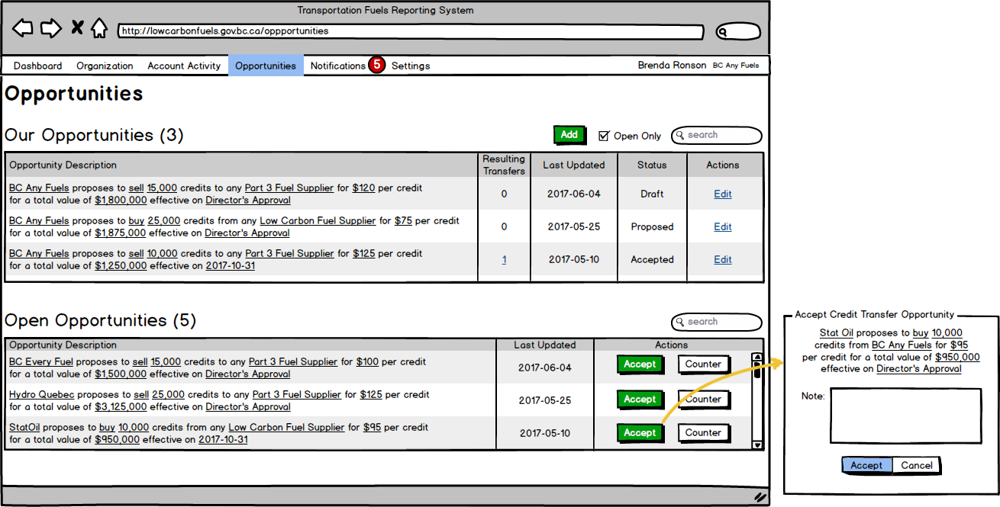 Transportation Fuels Reporting System
http://lowcarbonfuels.gov.bc.ca/oppportunities
Dashboard Organization Account Activity Opportunities Notifications 5 Settings Brenda Ronson BC Any Fuels
Opportunities
Our Opportunities (3) Add Open Only search
Opportunity Description Resulting Transfers Last Updated Status Actions
BC Any Fuels proposes to sell 15,000 credits to any Part 3 Fuel Supplier for $120 per credit
for a total value of $1,800,000 effective on Director's Approval
0 2017-06-04 Draft Edit
BC Any Fuels proposes to buy 25,000 credits from any Low Carbon Fuel Supplier for $75 per credit
for a total value of $1,875,000 effective on Director's Approval
0 2017-05-25 Proposed Edit
BC Any Fuels proposes to sell 10,000 credits to any Part 3 Fuel Supplier for $125 per credit
for a total value of $1,250,000 effective on 2017-10-31
1 2017-05-10 Accepted Edit
Open Opportunities (5) search
Opportunity Description Last Updated Actions
BC Every Fuel proposes to sell 15,000 credits to any Part 3 Fuel Supplier for $100 per credit
for a total value of $1,500,000 effective on Director's Approval
2017-06-04 Accept Counter
Hydro Quebec proposes to sell 25,000 credits to any Part 3 Fuel Supplier for $125 per credit
for a total value of $3,125,000 effective on Director's Approval
2017-05-25 Accept Counter
StatOil proposes to buy 10,000 credits from any Low Carbon Fuel Supplier for $95 per credit
for a total value of $950,000 effective on 2017-10-31
2017-05-10 Accept Counter
Accept Credit Transfer Opportunity
Stat Oil proposes to buy 10,000
credits from BC Any Fuels for $95
per credit for a total value of $950,000
effective on Director's Approval
Note:
Accept Cancel